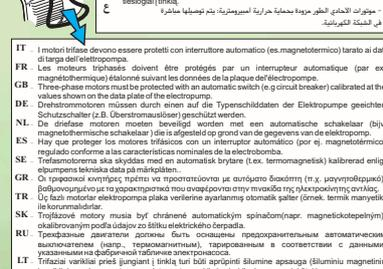 tiesiogiai į tinklą.
ع
- موتورات الأحادي الطور مزودة بحماية حرارية أمبيرومترية: يتم توصيلها مباشرة
في الشبكة الكهربائية.
IT - I motori trifase devono essere protetti con interruttore automatico (es.magnetotermico) tarato ai dati
di targa dell'elettropompa.
FR - Les moteurs triphasés doivent être protégés par un interrupteur automatique (par ex.
magnétothermique) étalonné suivant les données de la plaque del'électropompe.
GB - Three-phase motors must be protected with an automatic switch (e.g circuit breaker) calibrated at the
values shown on the data plate of the electropump.
DE - Drehstrommotoren müssen durch einen auf die Typenschilddaten der Elektropumpe geeichten
Schutzschalter (z.B. Überstromauslöser) geschützt werden.
NL - De driefase motoren moeten beveiligd worden met een automatische schakelaar (bijv.
magnetothermische schakelaar ) die is afgesteld op grond van de gegevens van de elektropomp.
ES - Hay que proteger los motores trifásicos con un interruptor automático (por ej. magnetotérmico)
regulado conforme a las características nominales de la electrobomba.
SE - Trefasmotorerna ska skyddas med en automatisk brytare (t.ex. termomagnetisk) kalibrerad enligt
elpumpens tekniska data på märkplåten.
GR - Οι τριφασικοί κινητήρες πρέπει να προστατεύονται με αυτόματο διακόπτη (π.χ. μαγνητοθερμικό)
βαθμονομημένο με τα χαρακτηριστικά που αναφέρονται στην πινακίδα της ηλεκτροκίνητης αντλίας.
TR - Üç fazlı motorlar elektropompa plaka verilerine ayarlanmış otomatik şalter (örnek. termik manyetik)
ile korunmalıdırlar.
SK - Trojfázové motory musia byť chránené automatickým spínačom(napr. magnetickotepelným)
okalibrovaným podľa údajov zo štítku elektrického čerpadla.
RU - Трехфазные двигатели должны быть оснащены предохранительным автоматическим
выключателем (напр., термомагнитным), тарированным в соответствии с данными,
указанными на фабричной табличке электронасоса.
LT - Trifaziai varikliai prieš įjungiant į tinklą turi būti aprūpinti šilumine apsauga (šiluminiu magnetiniu